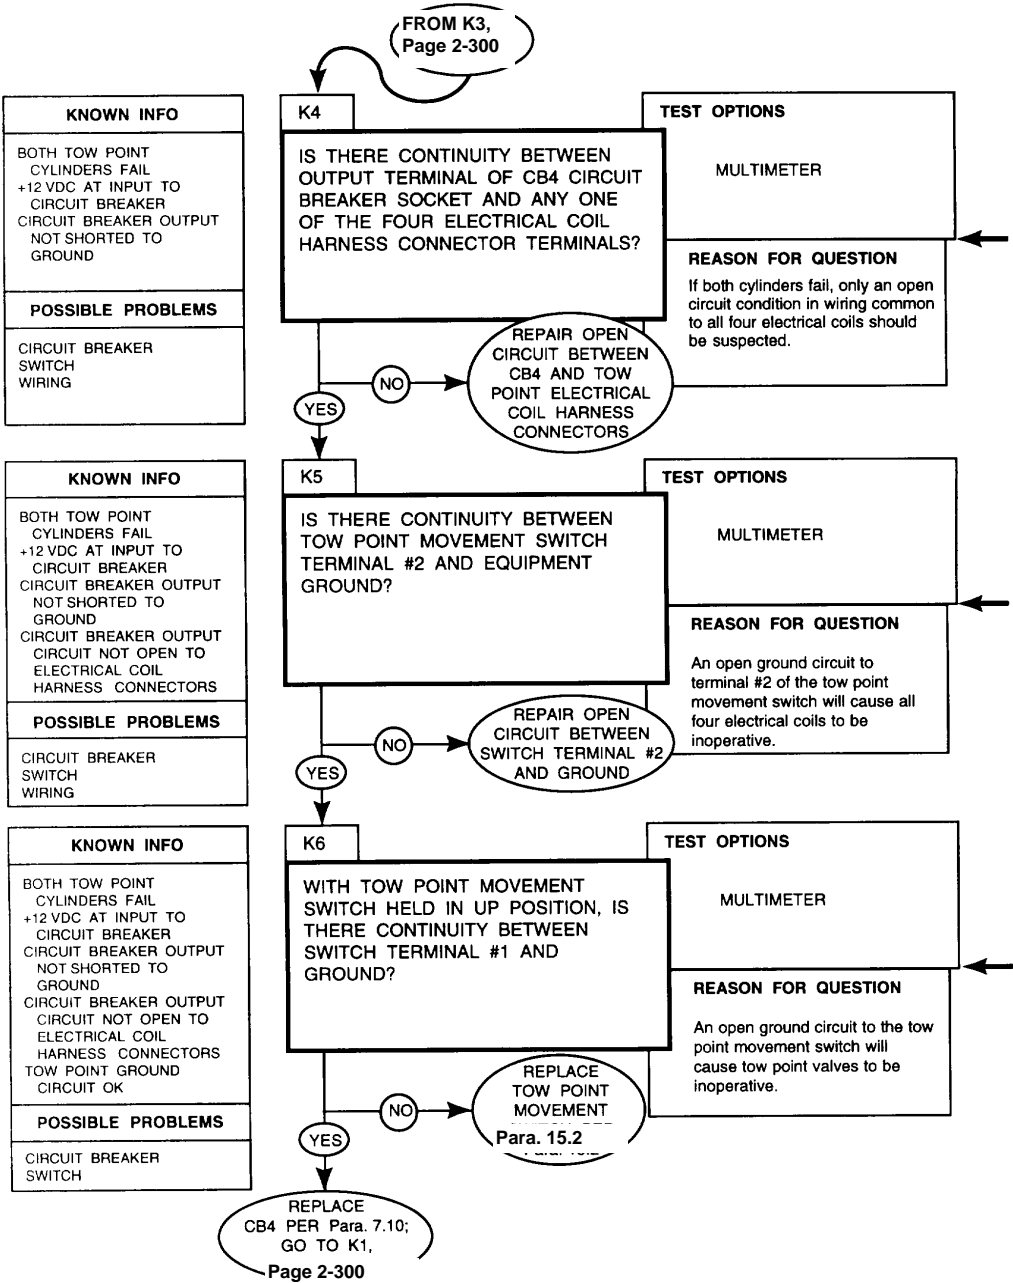 FROM K3,
Page 2-300
KNOWN INFO
BOTH TOW POINT
CYLINDERS FAIL
+12 VDC AT INPUT TO
CIRCUIT BREAKER
CIRCUIT BREAKER OUTPUT
NOT SHORTED TO
GROUND
POSSIBLE PROBLEMS
CIRCUIT BREAKER
SWITCH
WIRING
K4
IS THERE CONTINUITY BETWEEN
OUTPUT TERMINAL OF CB4 CIRCUIT
BREAKER SOCKET AND ANY ONE
OF THE FOUR ELECTRICAL COIL
HARNESS CONNECTOR TERMINALS?
TEST OPTIONS
MULTIMETER
REASON FOR QUESTION
If both cylinders fail, only an open
circuit condition in wiring common
to all four electrical coils should
be suspected.
NO
REPAIR OPEN
CIRCUIT BETWEEN
CB4 AND TOW
POINT ELECTRICAL
COIL HARNESS
CONNECTORS
YES
KNOWN INFO
BOTH TOW POINT
CYLINDERS FAIL
+12 VDC AT INPUT TO
CIRCUIT BREAKER
CIRCUIT BREAKER OUTPUT
NOT SHORTED TO
GROUND
CIRCUIT BREAKER OUTPUT
CIRCUIT NOT OPEN TO
ELECTRICAL COIL
HARNESS CONNECTORS
POSSIBLE PROBLEMS
CIRCUIT BREAKER
SWITCH
WIRING
K5
IS THERE CONTINUITY BETWEEN
TOW POINT MOVEMENT SWITCH
TERMINAL #2 AND EQUIPMENT
GROUND?
TEST OPTIONS
MULTIMETER
REASON FOR QUESTION
An open ground circuit to
terminal #2 of the tow point
movement switch will cause all
four electrical coils to be
inoperative.
NO
REPAIR OPEN
CIRCUIT BETWEEN
SWITCH TERMINAL #2
AND GROUND
YES
KNOWN INFO
BOTH TOW POINT
CYLINDERS FAIL
+12 VDC AT INPUT TO
CIRCUIT BREAKER
CIRCUIT BREAKER OUTPUT
NOT SHORTED TO
GROUND
CIRCUIT BREAKER OUTPUT
CIRCUIT NOT OPEN TO
ELECTRICAL COIL
HARNESS CONNECTORS
TOW POINT GROUND
CIRCUIT OK
POSSIBLE PROBLEMS
CIRCUIT BREAKER
SWITCH
K6
WITH TOW POINT MOVEMENT
SWITCH HELD IN UP POSITION, IS
THERE CONTINUITY BETWEEN
SWITCH TERMINAL #1 AND
GROUND?
TEST OPTIONS
MULTIMETER
REASON FOR QUESTION
An open ground circuit to the tow
point movement switch will
cause tow point valves to be
inoperative.
NO
REPLACE
TOW POINT
MOVEMENT
Para. 15.2
YES
REPLACE
CB4 PER Para. 7.10;
GO TO K1,
Page 2-300